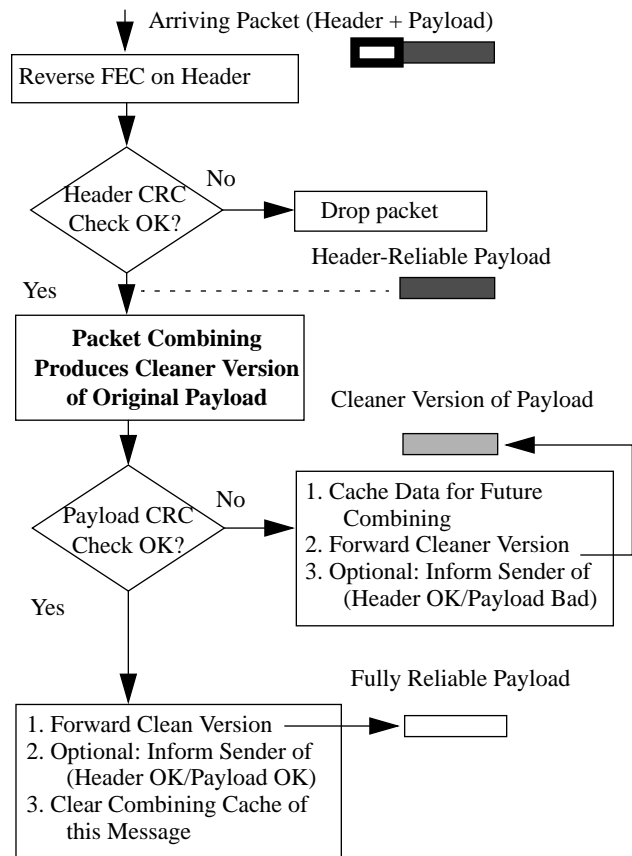 Arriving Packet (Header + Payload)
Reverse FEC on Header
Header CRC
Check OK?
No
Drop packet
Header-Reliable Payload
Yes
Packet Combining
Produces Cleaner Version
of Original Payload
Cleaner Version of Payload
Payload CRC
Check OK?
No
1. Cache Data for Future
Combining
2. Forward Cleaner Version
3. Optional: Inform Sender of
(Header OK/Payload Bad)
Yes
Fully Reliable Payload
1. Forward Clean Version
2. Optional: Inform Sender of
(Header OK/Payload OK)
3. Clear Combining Cache of
this Message